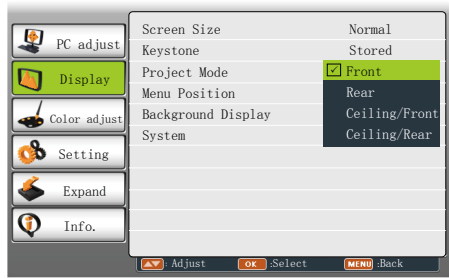 PC adjust
Display
Color adjust
Setting
Expand
Info.
Screen Size Normal
Keystone Stored
Project Mode Front
Menu Position Rear
Background Display Ceiling/Front
System Ceiling/Rear
: Adjust OK :Select MENU :Back